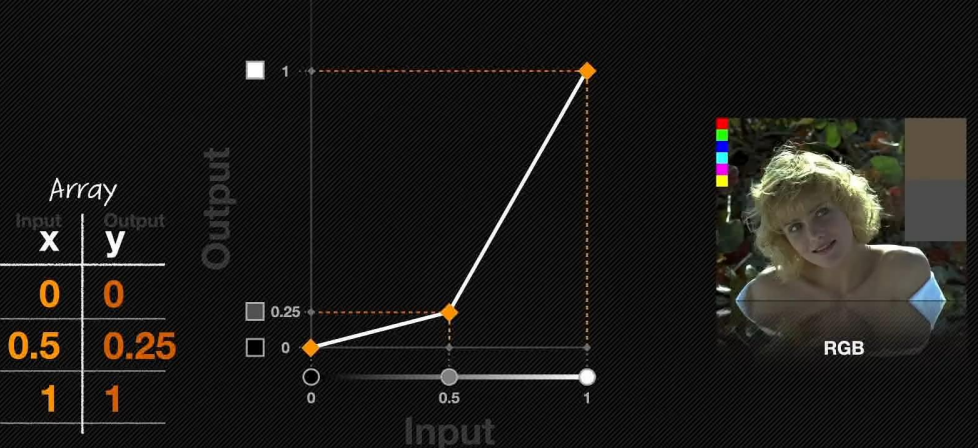 Array
Input Output
x y
0 0
0.5 0.25
1 1
Output
1
0.25
0
0 0.5 1
Input
RGB